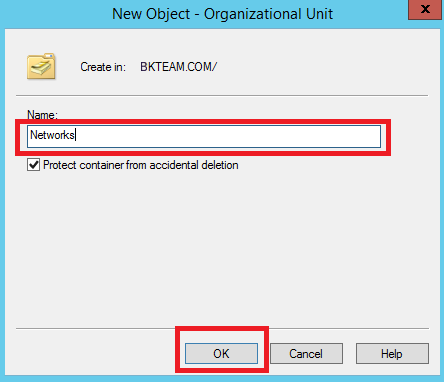 New Object - Organizational Unit
x
Create in: BKTEAM.COM/
Name:
Networks
Protect container from accidental deletion
OK Cancel Help